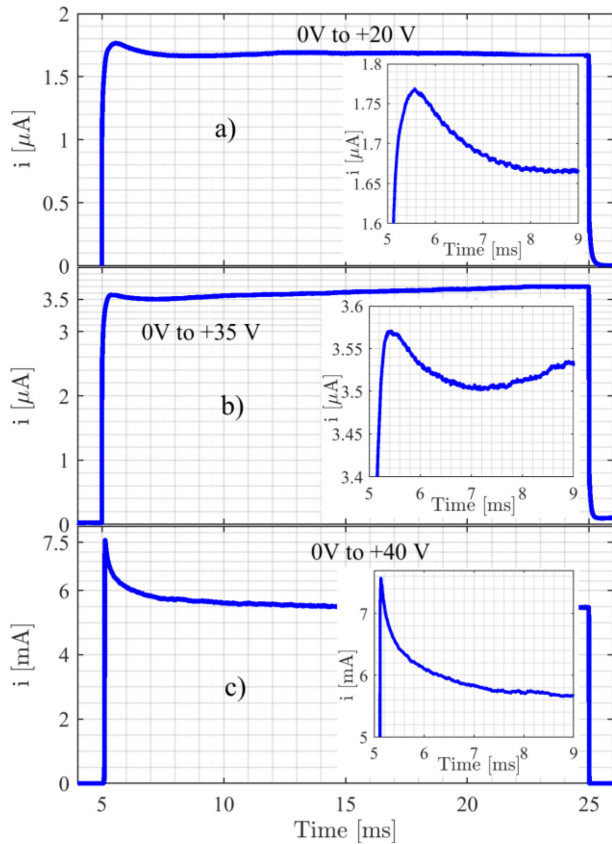 2
0V to +20 V
1.5
i [μA]
1
a)
0.5
0
1.8
1.75
i [μA]
1.7
1.65
1.6
5 6 7 8 9
Time [ms]
3.5
3
0V to +35 V
i [μA]
2
b)
1
0
3.6
3.55
i [μA]
3.5
3.45
3.4
5 6 7 8 9
Time [ms]
7.5
0V to +40 V
6
i [mA]
4
c)
2
0
7
i [mA]
6
5
5 6 7 8 9
Time [ms]
5 10 15 20 25
Time [ms]